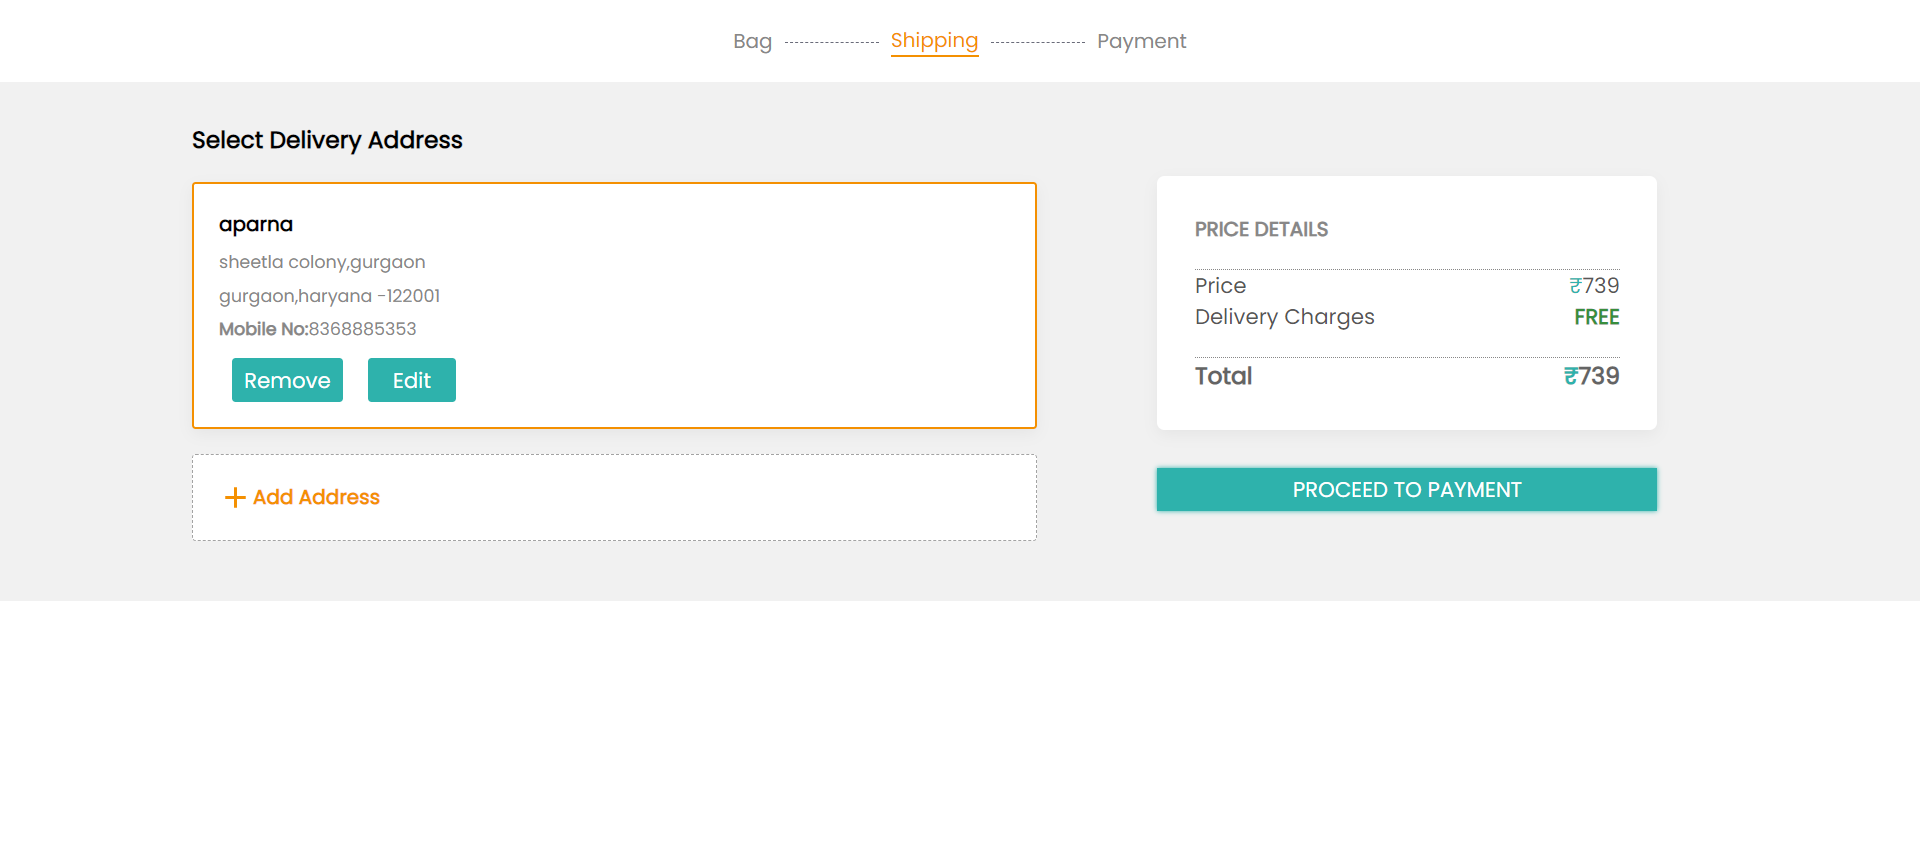 Bag Shipping Payment
Select Delivery Address
aparna
sheetla colony,gurgaon
gurgaon,haryana -122001
Mobile No:8368885353
Remove Edit
Add Address
PRICE DETAILS
Price ₹739
Delivery Charges FREE
Total ₹739
PROCEED TO PAYMENT